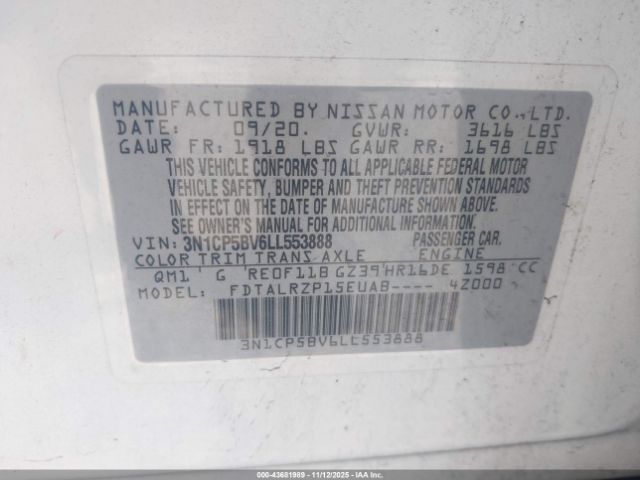 MANUFACTURED BY NISSAN MOTOR CO., LTD.
DATE: 09/20. GVWR: 3616 LBS
GAWR FR: 1918 LBS GAWR RR: 1698 LBS
THIS VEHICLE CONFORMS TO ALL APPLICABLE FEDERAL MOTOR
VEHICLE SAFETY, BUMPER AND THEFT PREVENTION STANDARDS
IN EFFECT ON THE DATE OF MANUFACTURE SHOWN ABOVE.
SEE OWNER'S MANUAL FOR ADDITIONAL INFORMATION.
VIN: 3N1CP5BV6LL553888 PASSENGER CAR.
COLOR TRIM TRANS AXLE ENGINE
QM1 G RE0F11B GZ39 HR16DE 1598 CC
FDTALRZP15EUAB---- 4Z000
3N1CP5BV6LL553888
000-43681989 - 11/12/2025 - IAAI.COM